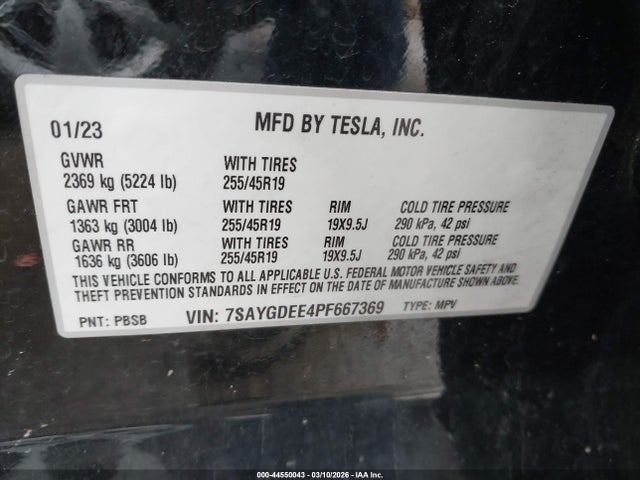 01/23 MFD BY TESLA, INC.
GVWR WITH TIRES
2369 kg (5224 lb) 255/45R19
GAWR FRT WITH TIRES RIM COLD TIRE PRESSURE
1363 kg (3004 lb) 255/45R19 19X9.5J 290 kPa, 42 psi
GAWR RR WITH TIRES RIM COLD TIRE PRESSURE
1636 kg (3606 lb) 255/45R19 19X9.5J 290 kPa, 42 psi
THIS VEHICLE CONFORMS TO ALL APPLICABLE U.S. FEDERAL MOTOR VEHICLE SAFETY AND
THEFT PREVENTION STANDARDS IN EFFECT ON THE DATE OF MANUFACTURE SHOWN ABOVE.
PNT: PBSB VIN: 7SAYGDEE4PF667369 TYPE: MPV
000-44550043 - 03/10/2026 - IAA Inc.